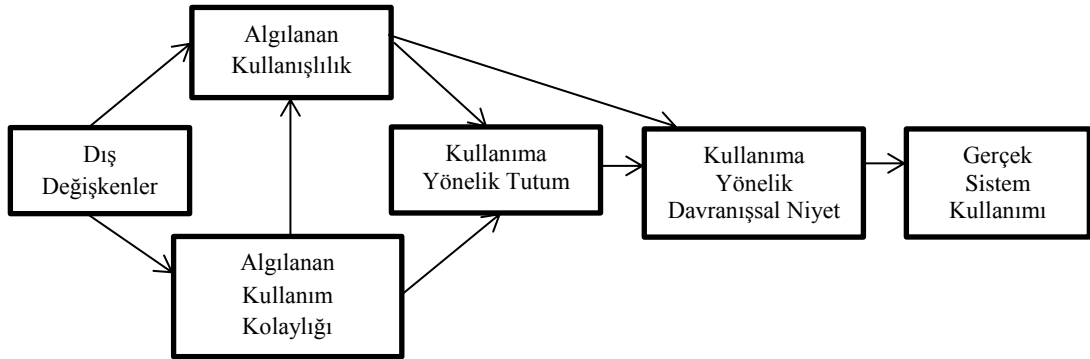 Algılanan
Kullanışlılık
Dış
Değişkenler
Kullanıma
Yönelik Tutum
Kullanıma
Yönelik
Davranışsal Niyet
Gerçek
Sistem
Kullanımı
Algılanan
Kullanım
Kolaylığı